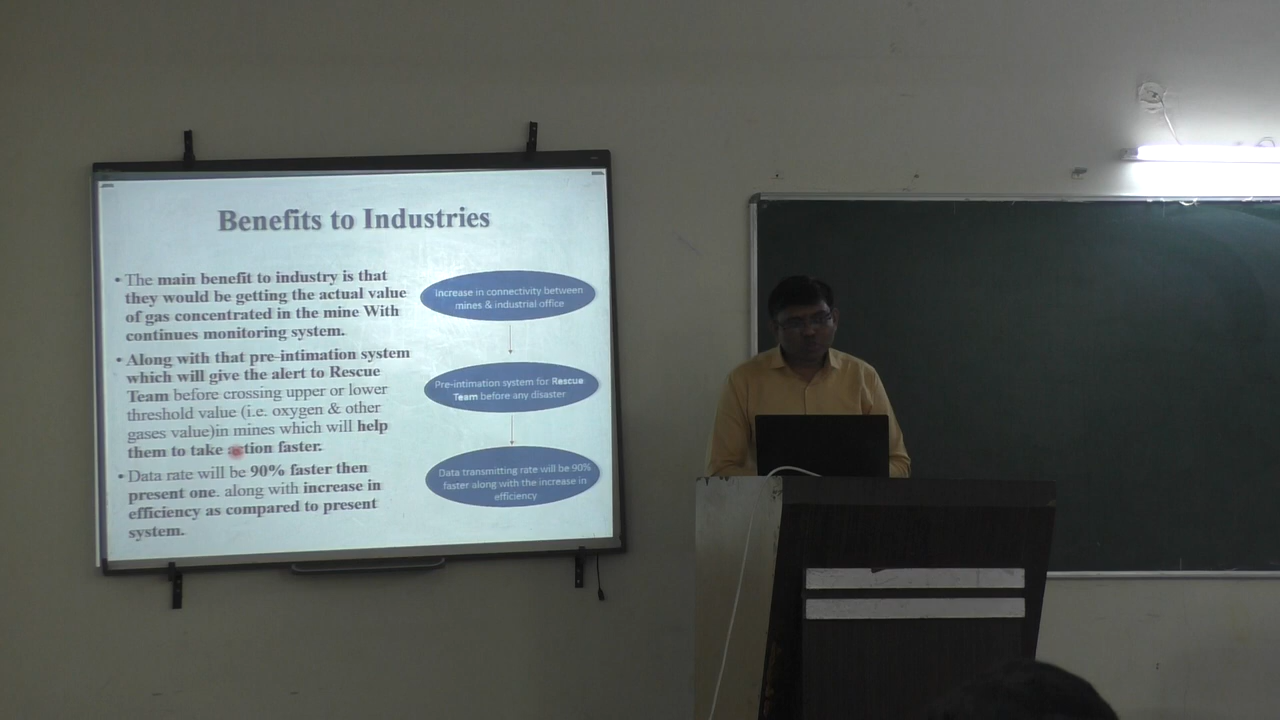 Benefits to Industries
• The main benefit to industry is that
they would be getting the actual value
of gas concentrated in the mine With
continues monitoring system.
• Along with that pre-intimation system
which will give the alert to Rescue
Team before crossing upper or lower
threshold value (i.e. oxygen & other
gases value)in mines which will help
them to take action faster.
• Data rate will be 90% faster then
present one. along with increase in
efficiency as compared to present
system.
Increase in connectivity between
mines & industrial office
Pre-intimation system for Rescue
Team before any disaster
Data transmitting rate will be 90%
faster along with the increase in
efficiency